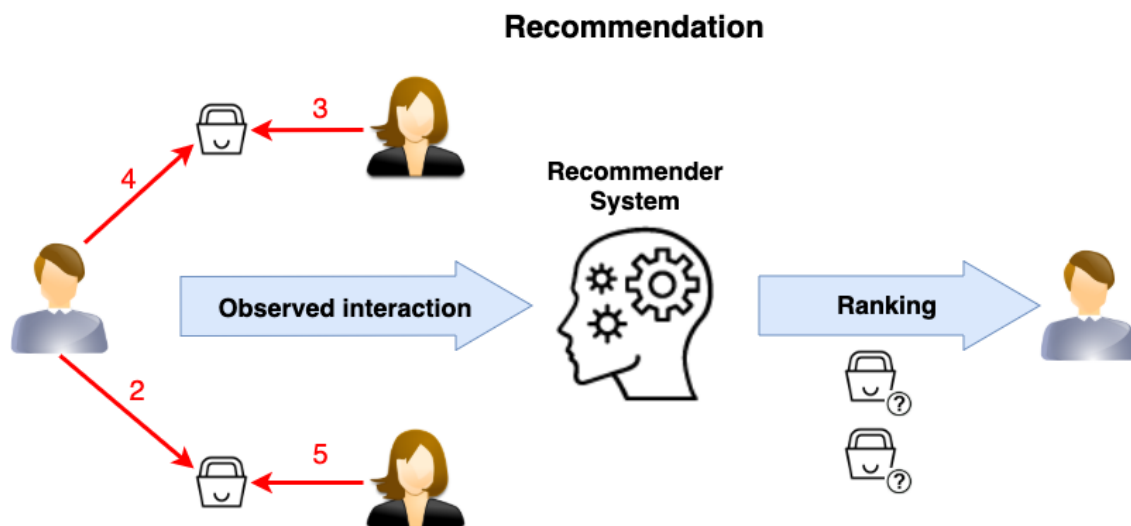 Recommendation
3
4
Recommender
System
Observed interaction
Ranking
2
?
?
5